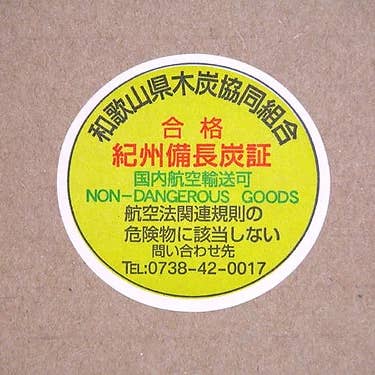 和歌山県木炭協同組合
合格
紀州備長炭証
国内航空輸送可
NON-DANGEROUS GOODS
航空法関連規則の
危険物に該当しない
問い合わせ先
TEL:0738-42-0017